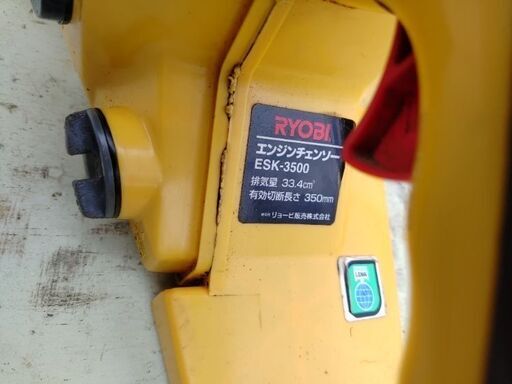 RYOBI
エンジンチェンソー
ESK-3500
排気量 33.4cm³
有効切断長さ 350mm
リョービ販売株式会社
LEMA